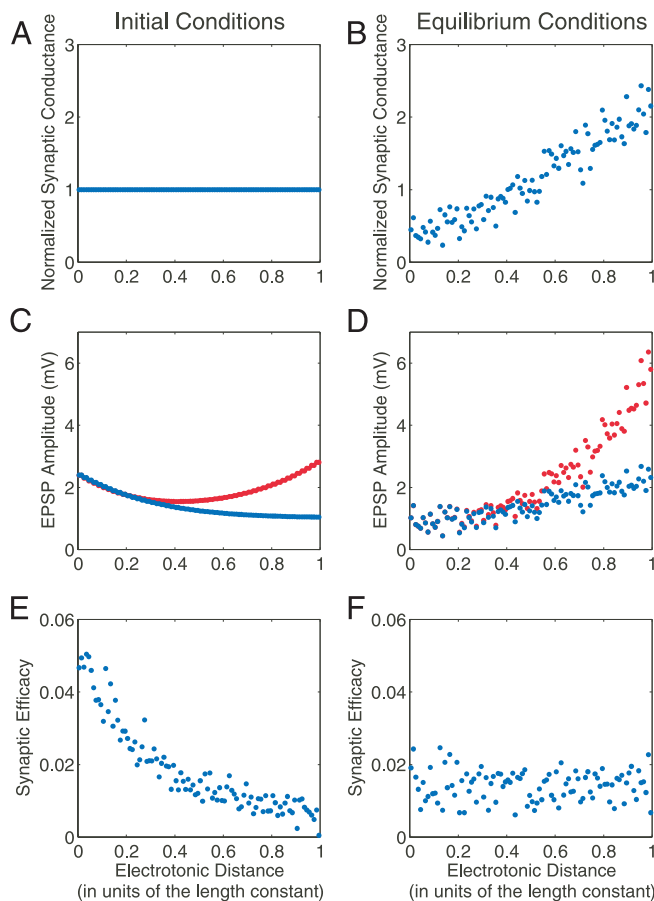 A
Initial Conditions
Normalized Synaptic Conductance
3
2
1
0
0 0.2 0.4 0.6 0.8 1
B
Equilibrium Conditions
Normalized Synaptic Conductance
3
2
1
0
0 0.2 0.4 0.6 0.8 1
C
EPSP Amplitude (mV)
6
4
2
0
0 0.2 0.4 0.6 0.8 1
D
EPSP Amplitude (mV)
6
4
2
0
0 0.2 0.4 0.6 0.8 1
E
Synaptic Efficacy
0.06
0.04
0.02
0
0 0.2 0.4 0.6 0.8 1
Electrotonic Distance
(in units of the length constant)
F
Synaptic Efficacy
0.06
0.04
0.02
0
0 0.2 0.4 0.6 0.8 1
Electrotonic Distance
(in units of the length constant)